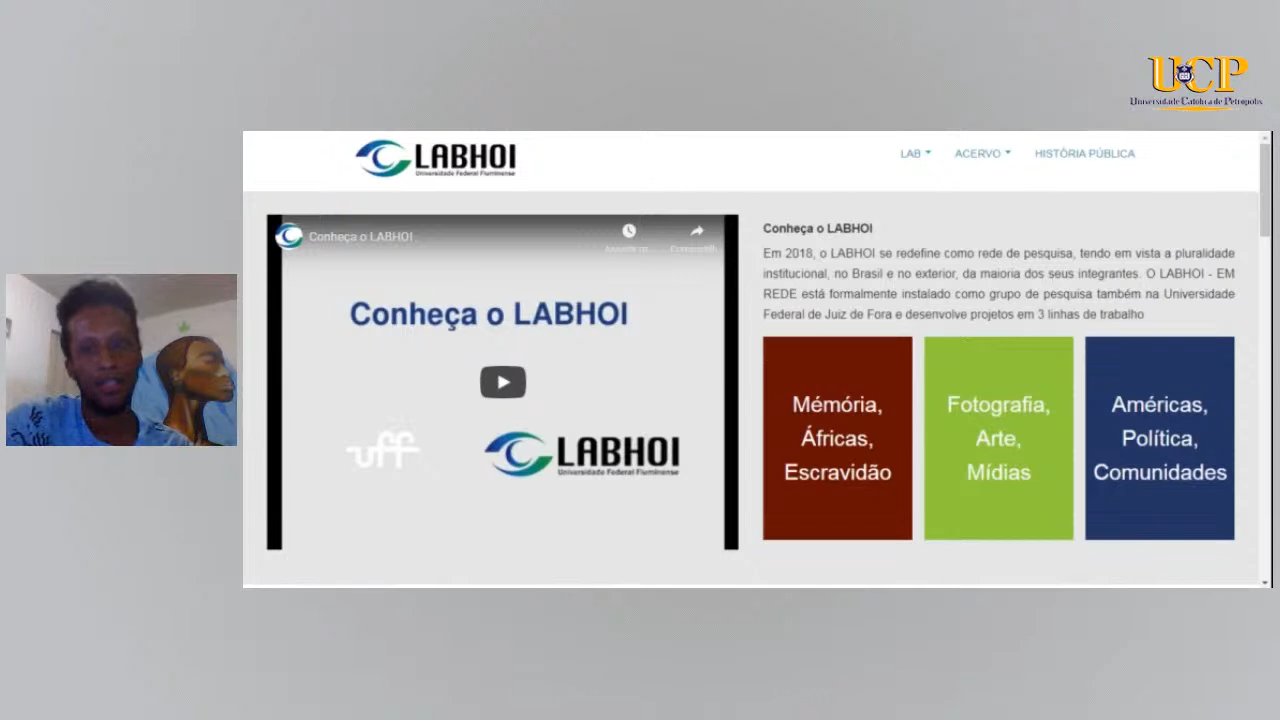 UCP
Universidade Católica de Petrópolis
LABHOI
Universidade Federal Fluminense
LAB
ACERVO
HISTÓRIA PÚBLICA
Conheça o LABHOI
Conheça o LABHOI
uff
LABHOI
Universidade Federal Fluminense
Conheça o LABHOI
Em 2018, o LABHOI se redefine como rede de pesquisa, tendo em vista a pluralidade
institucional, no Brasil e no exterior, da maioria dos seus integrantes. O LABHOI - EM
REDE está formalmente instalado como grupo de pesquisa também na Universidade
Federal de Juiz de Fora e desenvolve projetos em 3 linhas de trabalho
Mémória,
Áfricas,
Escravidão
Fotografia,
Arte,
Mídias
Américas,
Política,
Comunidades